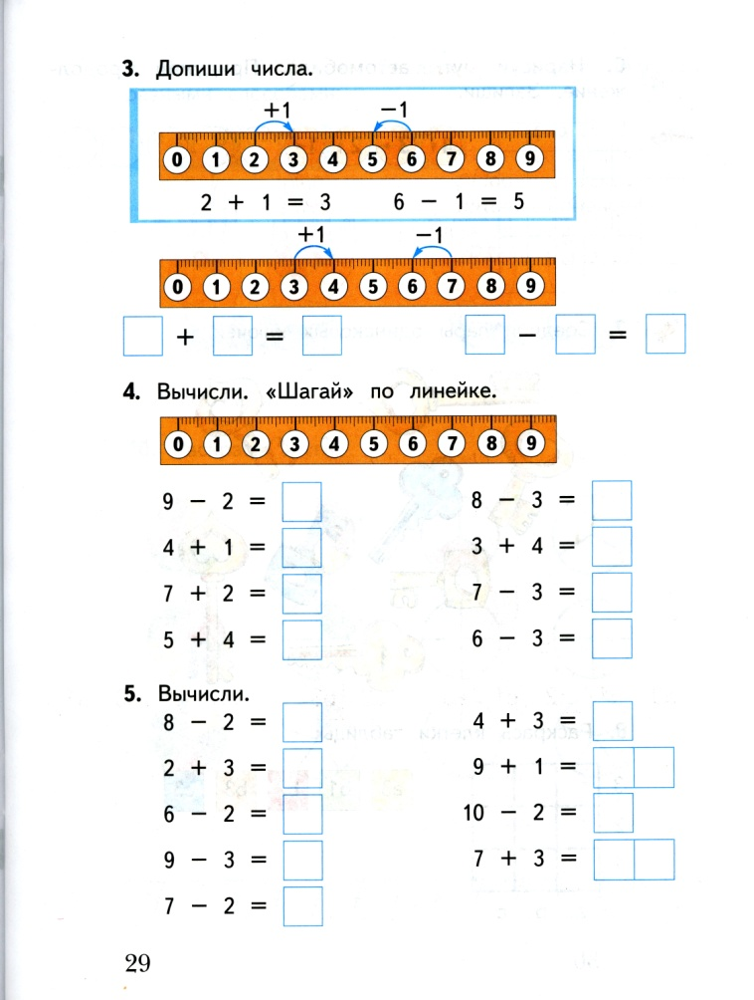 3. Допиши числа.
+1 −1
0 1 2 3 4 5 6 7 8 9
2 + 1 = 3 6 − 1 = 5
+1 −1
0 1 2 3 4 5 6 7 8 9
+ = − =
4. Вычисли. «Шагай» по линейке.
0 1 2 3 4 5 6 7 8 9
9 − 2 = 8 − 3 =
4 + 1 = 3 + 4 =
7 + 2 = 7 − 3 =
5 + 4 = 6 − 3 =
5. Вычисли.
8 − 2 = 4 + 3 =
2 + 3 = 9 + 1 =
6 − 2 = 10 − 2 =
9 − 3 = 7 + 3 =
7 − 2 =
29